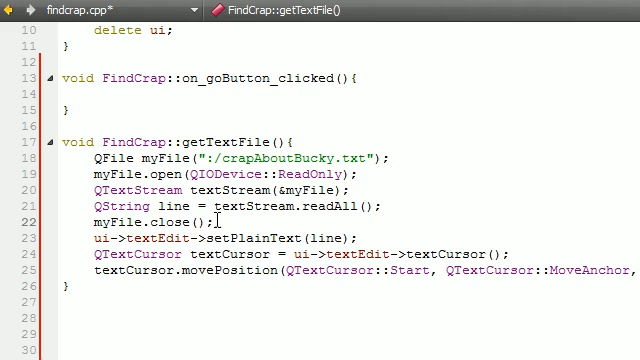 findcrap.cpp* FindCrap::getTextFile()
10 delete ui;
11 }
12
13 void FindCrap::on_goButton_clicked(){
14
15 }
16
17 void FindCrap::getTextFile(){
18 QFile myFile(":/crapAboutBucky.txt");
19 myFile.open(QIODevice::ReadOnly);
20 QTextStream textStream(&myFile);
21 QString line = textStream.readAll();
22 myFile.close();
23 ui->textEdit->setPlainText(line);
24 QTextCursor textCursor = ui->textEdit->textCursor();
25 textCursor.movePosition(QTextCursor::Start, QTextCursor::MoveAnchor,
26 }
27
28
29
30